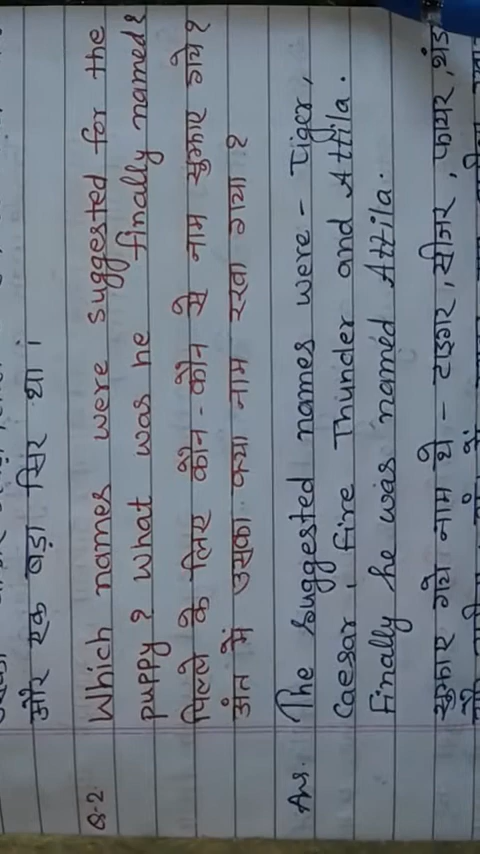 और एक बड़ा सिर था।
Q-2. Which names were suggested for the
puppy? What was he finally named?
पिल्ले के लिए कौन-कौन से नाम सुझाए गये?
अंत में उसका क्या नाम रखा गया?
Ans. The suggested names were - Tiger,
Caesar, Fire Thunder and Attila.
Finally he was named Attila.
सुझाए गये नाम थे - टाइगर, सीजर, फायर, थंडर